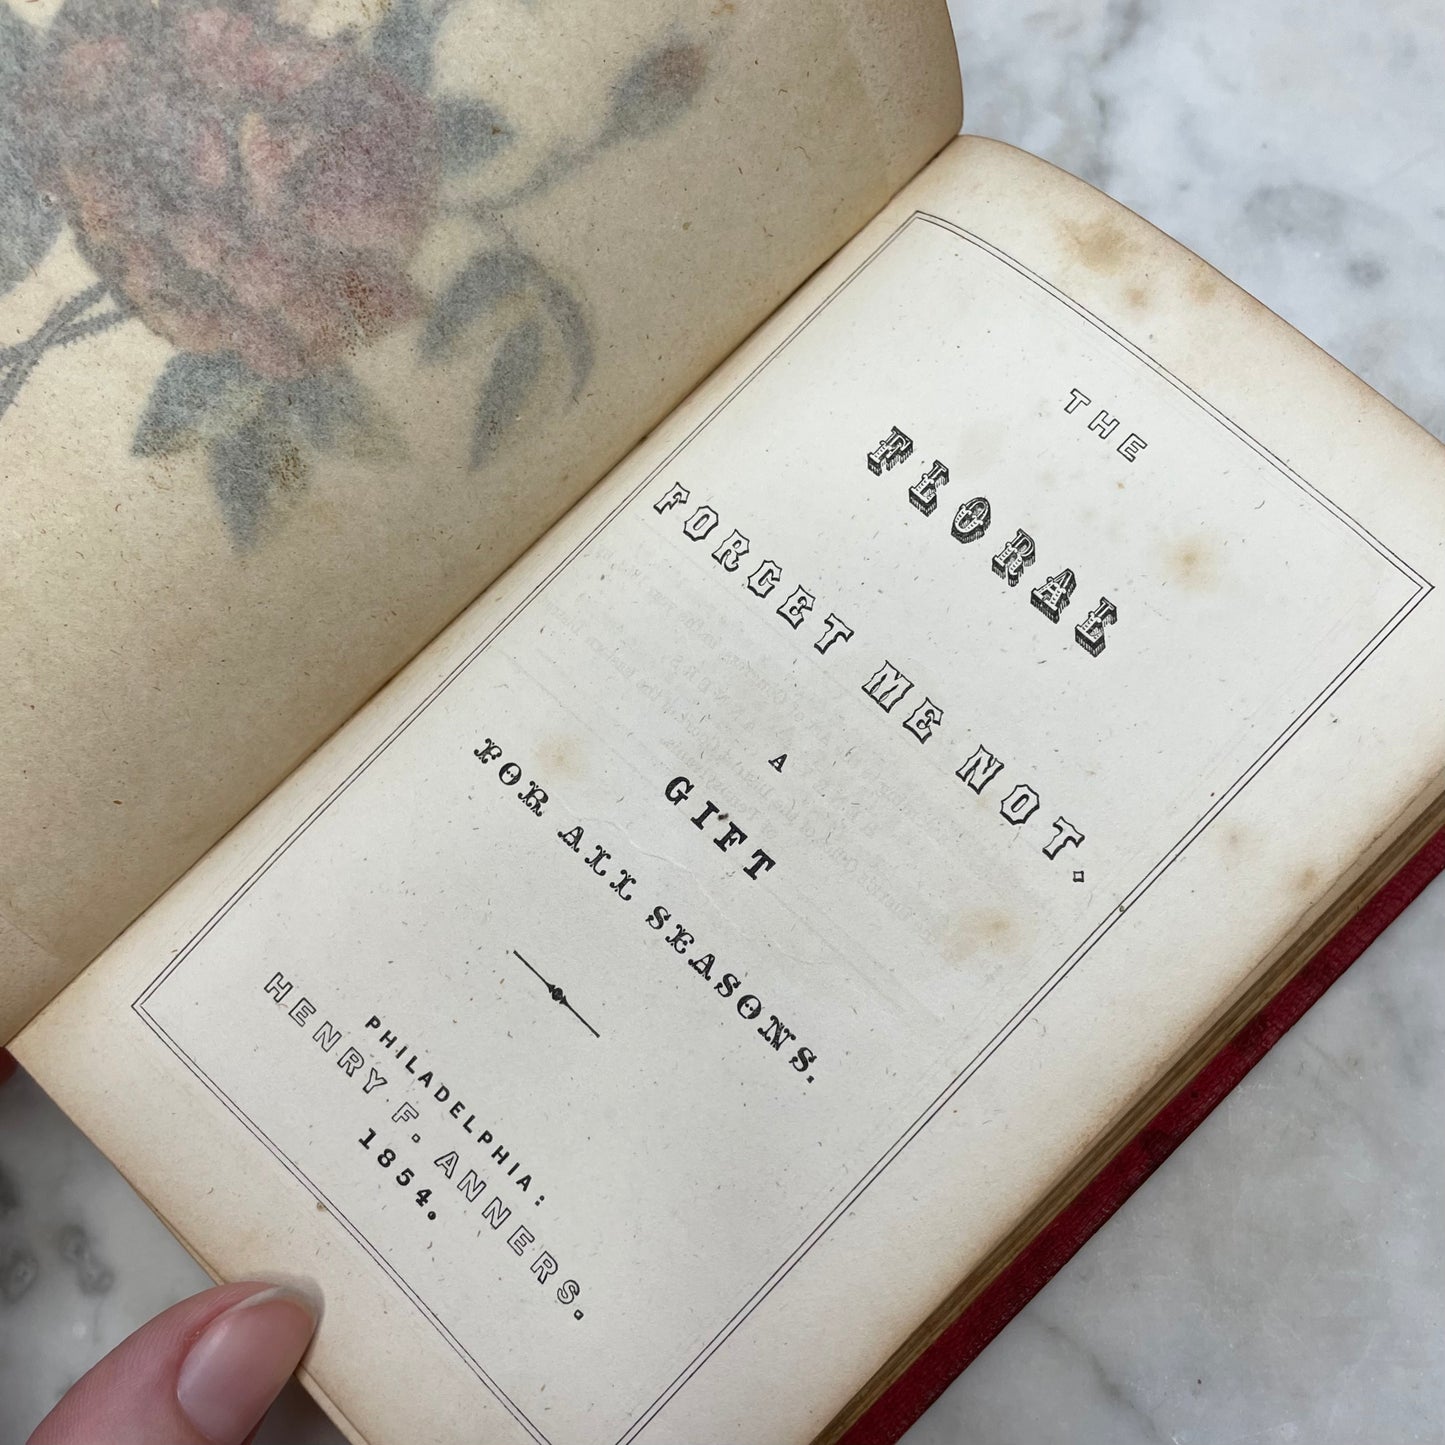 THE
FLORAL
FORGET ME NOT.
A
GIFT
FOR ALL SEASONS.
PHILADELPHIA:
HENRY F. ANNERS.
1854.